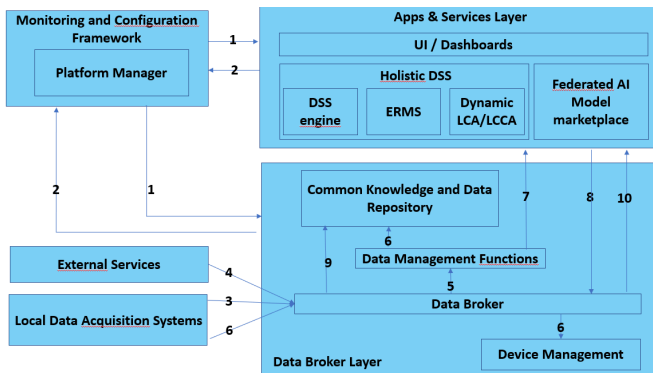 Monitoring and Configuration
Framework
Platform Manager
1
2
Apps & Services Layer
UI / Dashboards
Holistic DSS
DSS
engine
ERMS
Dynamic
LCA/LCCA
Federated AI
Model
marketplace
2
1
7
8
10
Common Knowledge and Data
Repository
6
9
Data Management Functions
5
External Services
4
3
Local Data Acquisition Systems
6
Data Broker
6
Device Management
Data Broker Layer